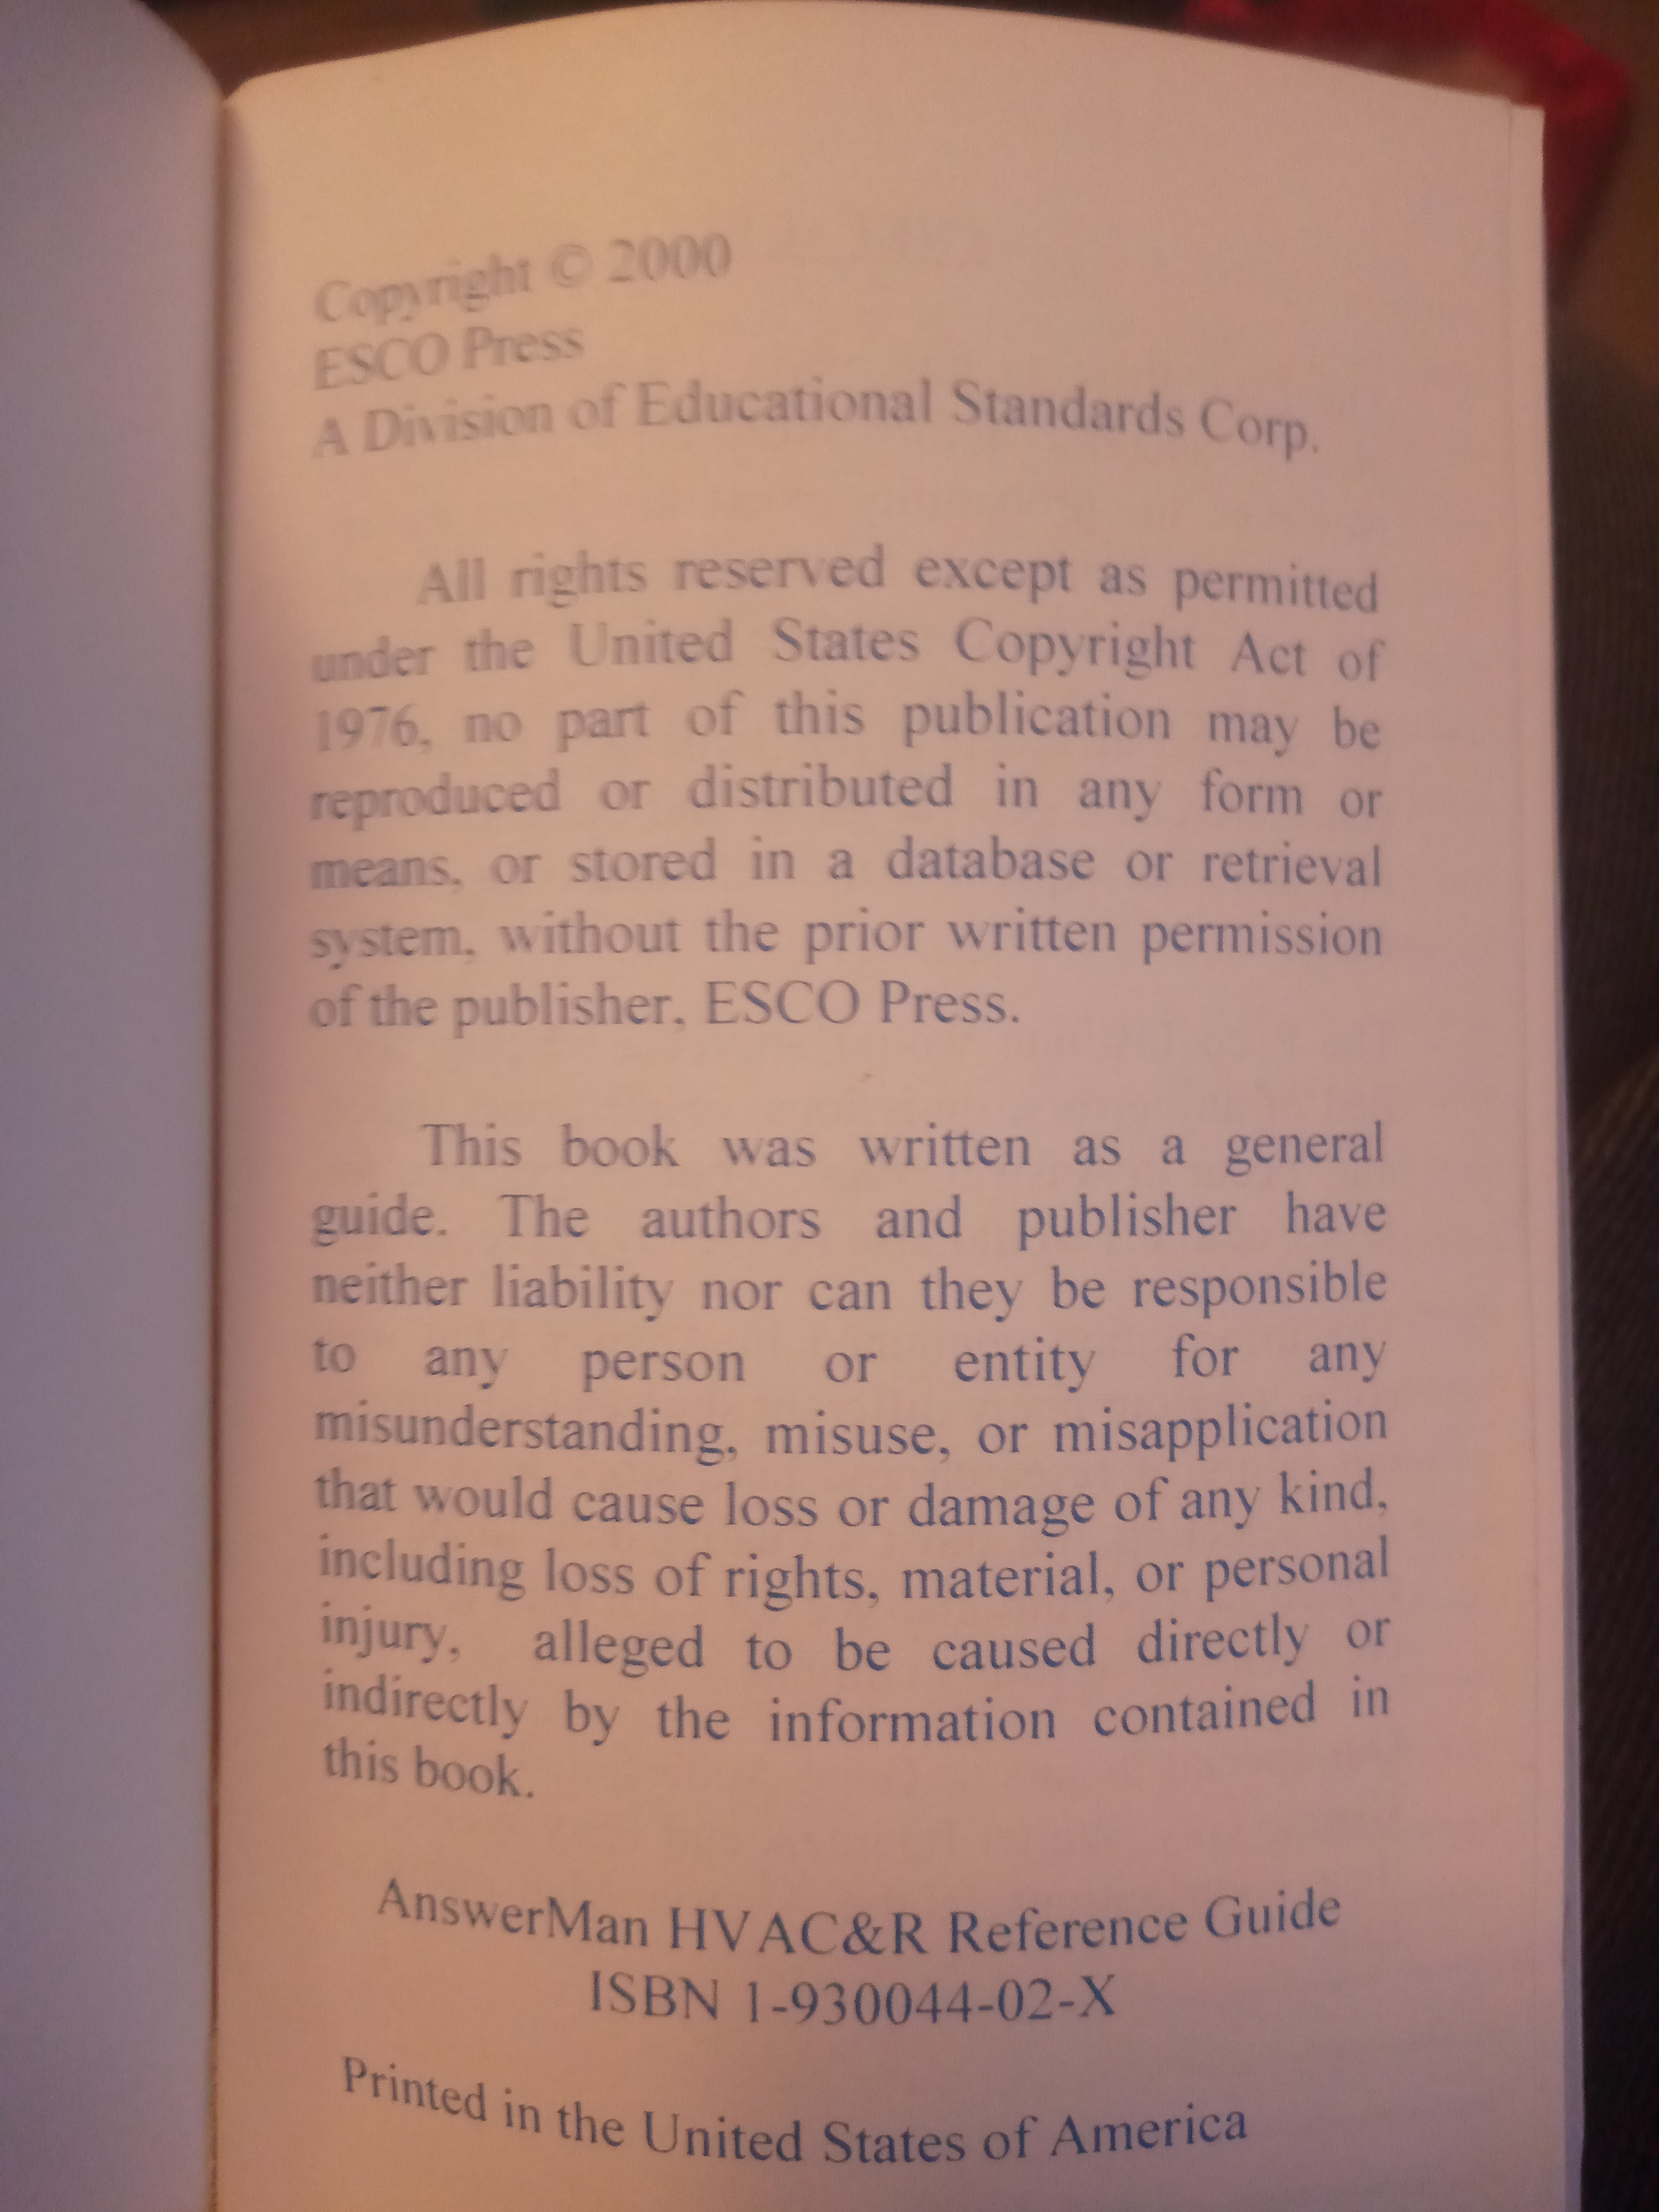 Copyright © 2000
ESCO Press
A Division of Educational Standards Corp.
All rights reserved except as permitted
under the United States Copyright Act of
1976, no part of this publication may be
reproduced or distributed in any form or
means, or stored in a database or retrieval
system, without the prior written permission
of the publisher, ESCO Press.
This book was written as a general
guide. The authors and publisher have
neither liability nor can they be responsible
to any person or entity for any
misunderstanding, misuse, or misapplication
that would cause loss or damage of any kind,
including loss of rights, material, or personal
injury, alleged to be caused directly or
indirectly by the information contained in
this book.
AnswerMan HVAC&R Reference Guide
ISBN 1-930044-02-X
Printed in the United States of America